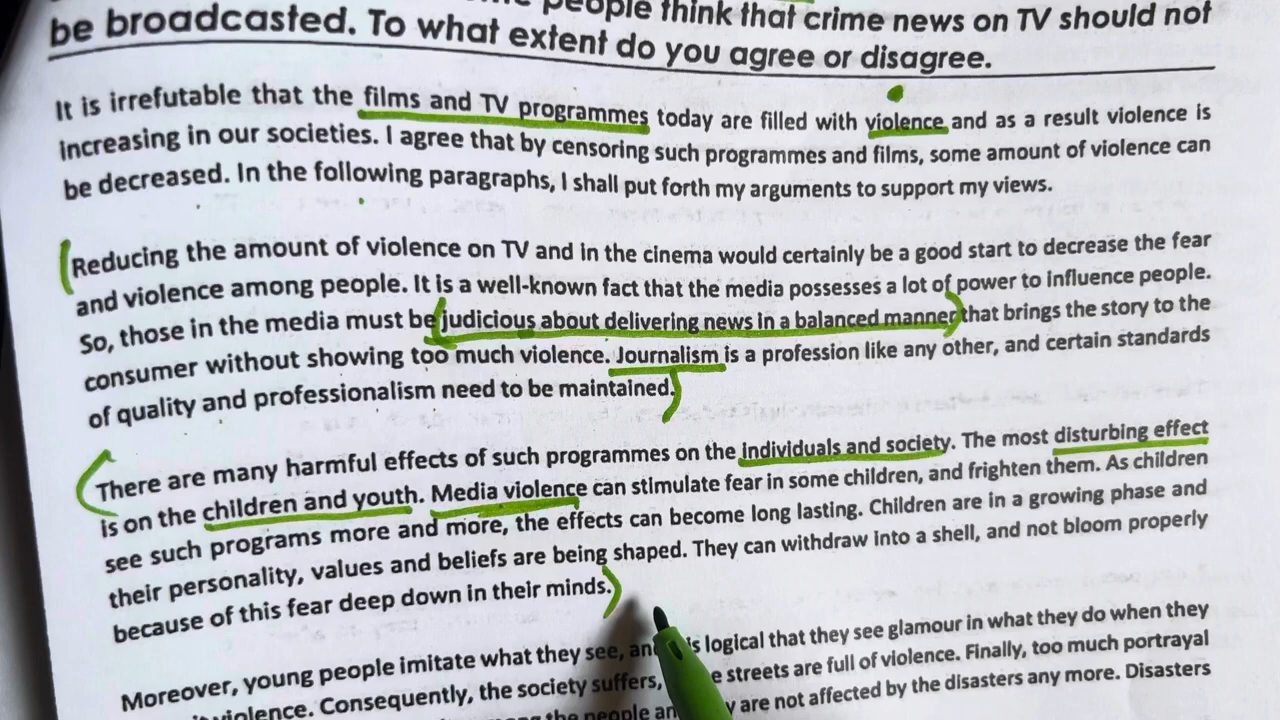 people think that crime news on TV should not
be broadcasted. To what extent do you agree or disagree.
It is irrefutable that the films and TV programmes today are filled with violence and as a result violence is
increasing in our societies. I agree that by censoring such programmes and films, some amount of violence can
be decreased. In the following paragraphs, I shall put forth my arguments to support my views.
Reducing the amount of violence on TV and in the cinema would certainly be a good start to decrease the fear
and violence among people. It is a well-known fact that the media possesses a lot of power to influence people.
So, those in the media must be judicious about delivering news in a balanced manner that brings the story to the
consumer without showing too much violence. Journalism is a profession like any other, and certain standards
of quality and professionalism need to be maintained.
There are many harmful effects of such programmes on the individuals and society. The most disturbing effect
is on the children and youth. Media violence can stimulate fear in some children, and frighten them. As children
see such programs more and more, the effects can become long lasting. Children are in a growing phase and
their personality, values and beliefs are being shaped. They can withdraw into a shell, and not bloom properly
because of this fear deep down in their minds.
Moreover, young people imitate what they see, and is logical that they see glamour in what they do when they
violence. Consequently, the society suffers, streets are full of violence. Finally, too much portrayal
the people are not affected by the disasters any more. Disasters